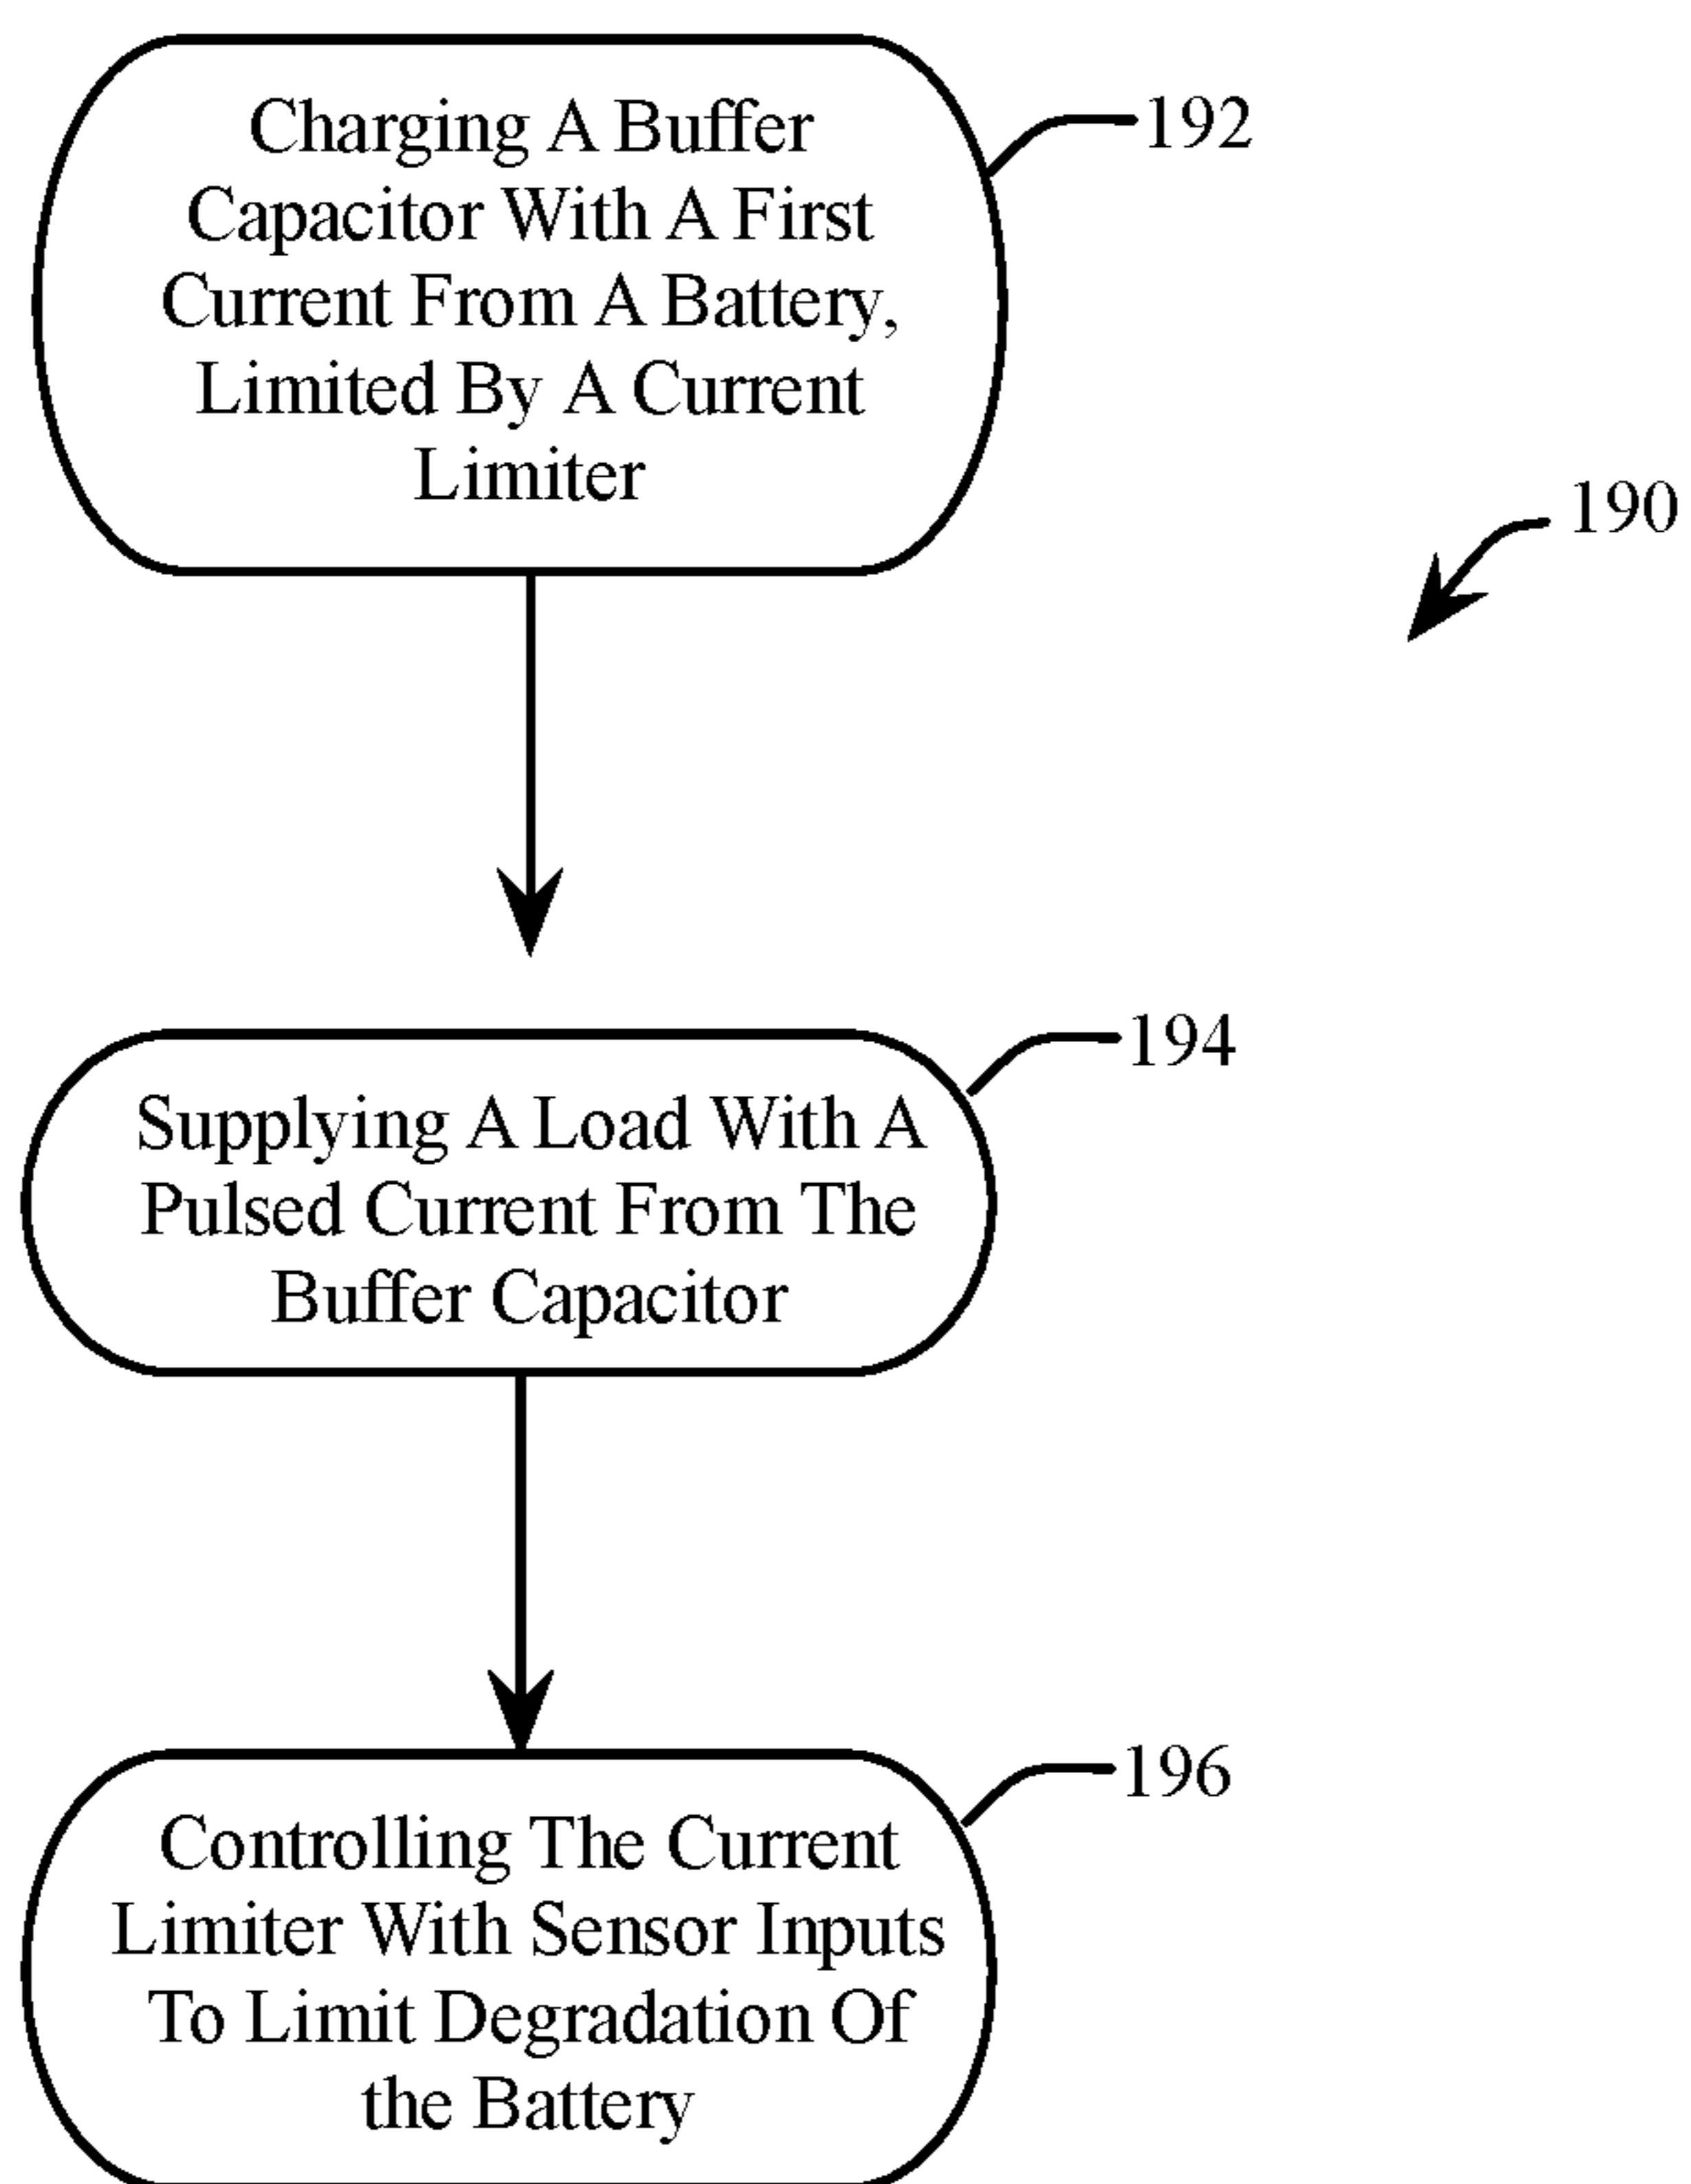 Charging A Buffer
Capacitor With A First
Current From A Battery,
Limited By A Current
Limiter
192
190
Supplying A Load With A
Pulsed Current From The
Buffer Capacitor
194
Controlling The Current
Limiter With Sensor Inputs
To Limit Degradation Of
the Battery
196